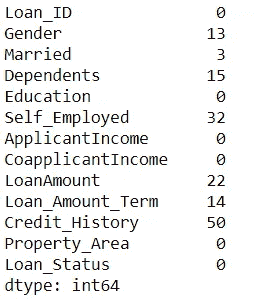 Loan_ID 0
Gender 13
Married 3
Dependents 15
Education 0
Self_Employed 32
ApplicantIncome 0
CoapplicantIncome 0
LoanAmount 22
Loan_Amount_Term 14
Credit_History 50
Property_Area 0
Loan_Status 0
dtype: int64